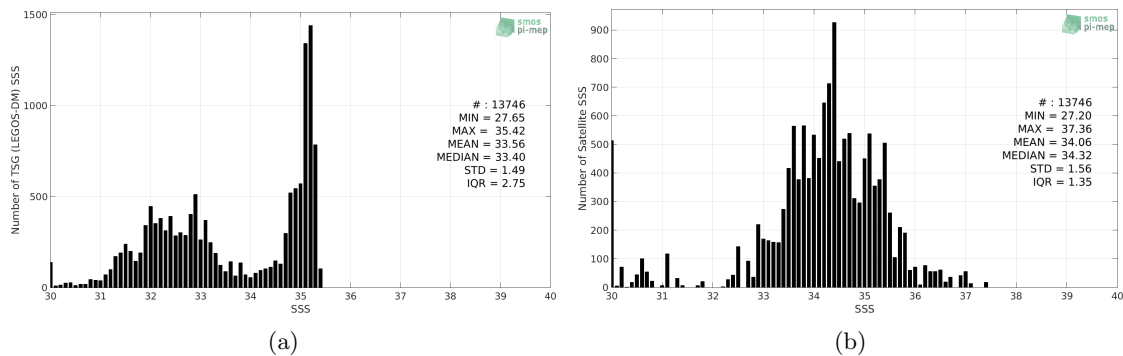 1500
1000
500
0
30 31 32 33 34 35 36 37 38 39 40
SSS
Number of TSG (LEGOS-DM) SSS
smos
pi-mep
# : 13746
MIN = 27.65
MAX = 35.42
MEAN = 33.56
MEDIAN = 33.40
STD = 1.49
IQR = 2.75
(a)
900
800
700
600
500
400
300
200
100
0
30 31 32 33 34 35 36 37 38 39 40
SSS
Number of Satellite SSS
smos
pi-mep
# : 13746
MIN = 27.20
MAX = 37.36
MEAN = 34.06
MEDIAN = 34.32
STD = 1.56
IQR = 1.35
(b)